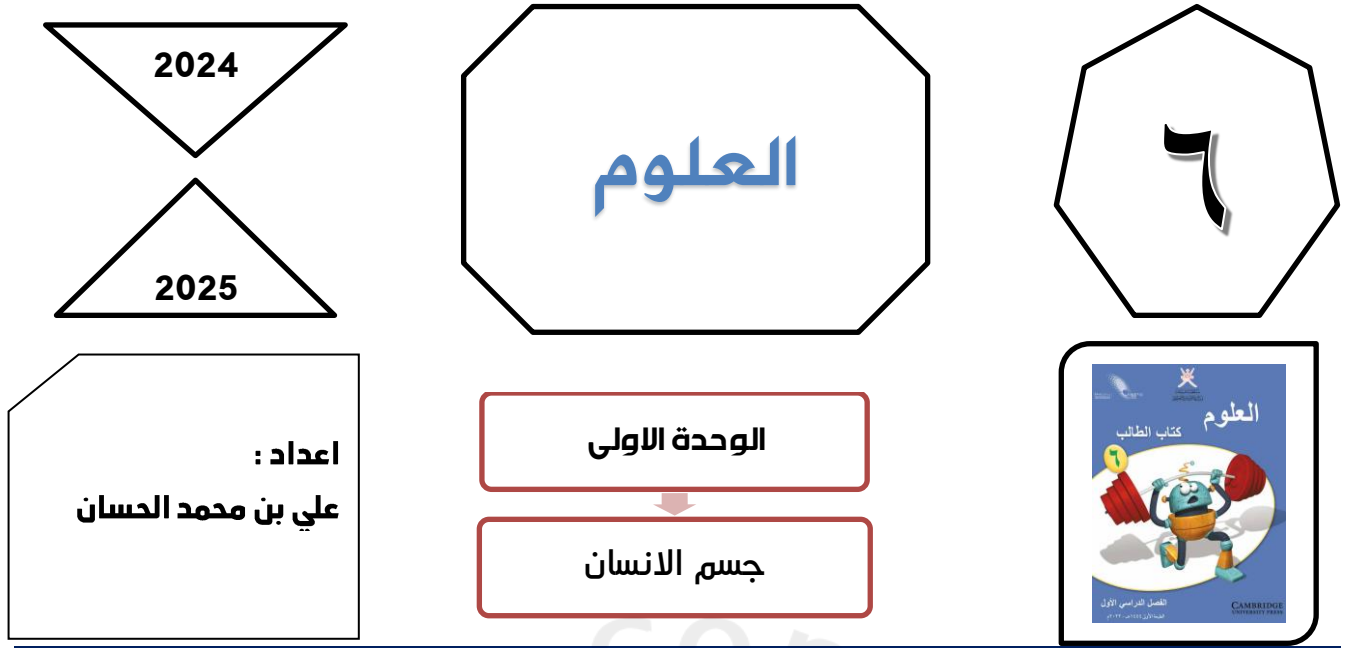 ٦
العلوم
2024
2025
اعداد :
علي بن محمد الحسان
الوحدة الاولى
جسم الانسان
العلوم
كتاب الطالب
٦
الفصل الدراسي الأول
CAMBRIDGE
UNIVERSITY PRESS
con